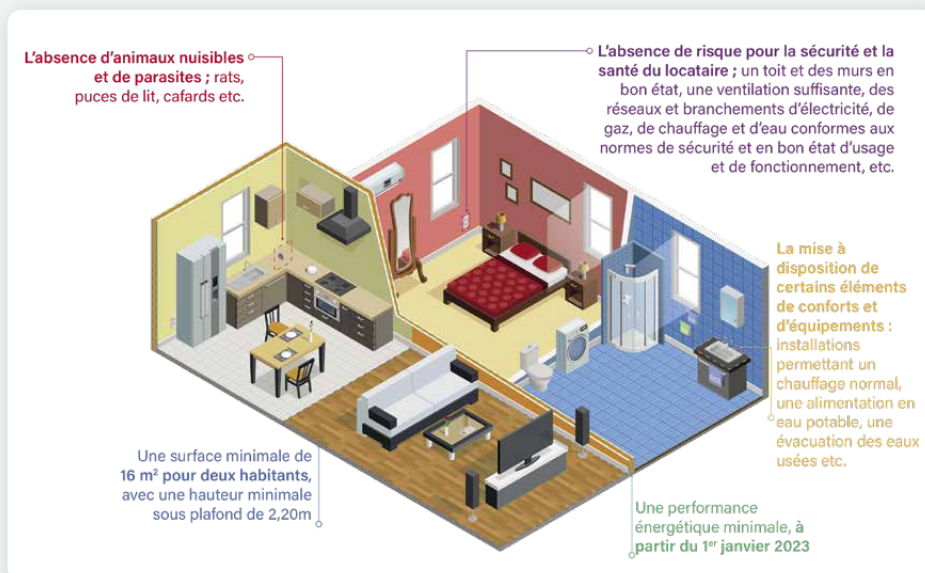 L'absence d'animaux nuisibles
et de parasites ; rats,
puces de lit, cafards etc.
L'absence de risque pour la sécurité et la
santé du locataire ; un toit et des murs en
bon état, une ventilation suffisante, des
réseaux et branchements d'électricité, de
gaz, de chauffage et d'eau conformes aux
normes de sécurité et en bon état d'usage
et de fonctionnement, etc.
La mise à
disposition de
certains éléments
de conforts et
d'équipements :
installations
permettant un
chauffage normal,
une alimentation en
eau potable, une
évacuation des eaux
usées etc.
Une surface minimale de
16 m² pour deux habitants,
avec une hauteur minimale
sous plafond de 2,20m
Une performance
énergétique minimale, à
partir du 1er janvier 2023